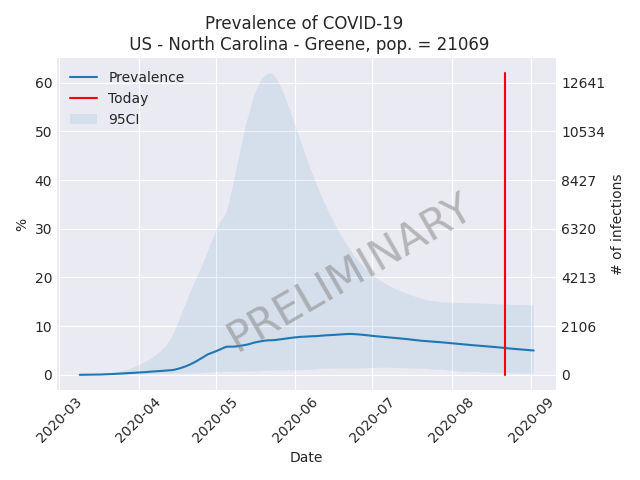 Prevalence of COVID-19
US - North Carolina - Greene, pop. = 21069
Prevalence
Today
95CI
60
50
40
30
20
10
0
%
12641
10534
8427
6320
4213
2106
0
# of infections
PRELIMINARY
2020-03
2020-04
2020-05
2020-06
2020-07
2020-08
2020-09
Date